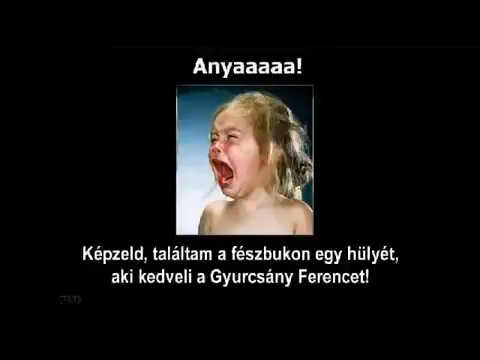 Anyaaaaa!
Képzeld, találtam a fészbukon egy hülyét,
aki kedveli a Gyurcsány Ferencet!